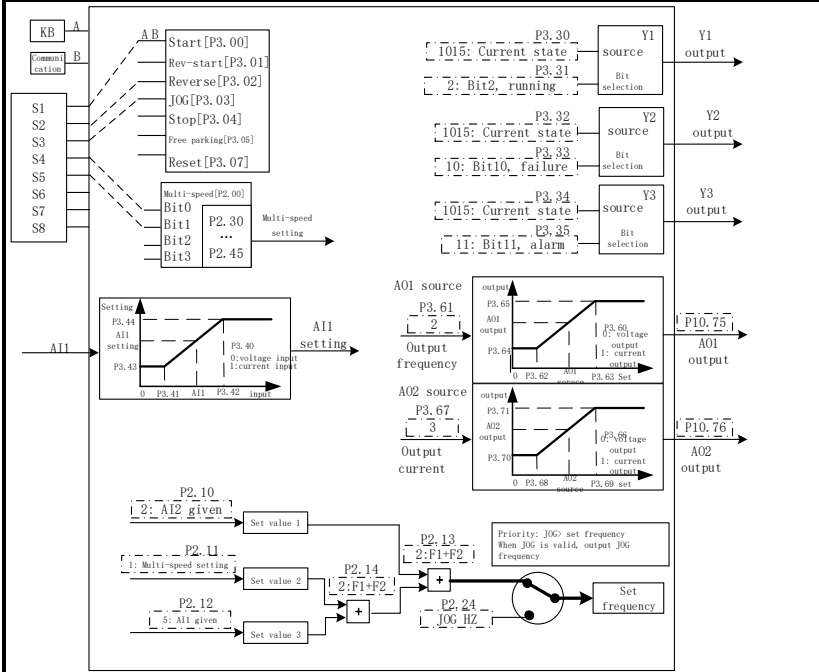 KB
A
Communi
cation
B
S1
S2
S3
S4
S5
S6
S7
S8
A B
Start[P3.00]
Rev-start[P3.01]
Reverse[P3.02]
JOG[P3.03]
Stop[P3.04]
Free parking[P3.05]
Reset[P3.07]
Multi-speed[P2.00]
Bit0
Bit1
Bit2
Bit3
P2.30
...
P2.45
Multi-speed
setting
P3.30
1015: Current state
P3.31
2: Bit2, running
source
Y1
Bit
selection
Y1
output
P3.32
1015: Current state
P3.33
10: Bit10, failure
source
Y2
Bit
selection
Y2
output
P3.34
1015: Current state
P3.35
11: Bit11, alarm
source
Y3
Bit
selection
Y3
output
AI1
Setting
P3.44
AI1
setting
P3.43
P3.40
0:voltage input
1:current input
0 P3.41 AI1 P3.42 input
AI1
setting
AO1 source
P3.61
2
Output
frequency
output
P3.65
AO1
output
P3.64
P3.60
0: voltage
output
1: current
output
0 P3.62 AO1
source
P3.63 Set
P10.75
AO1
output
AO2 source
P3.67
3
Output
current
output
P3.71
AO2
output
P3.70
P3.66
0: voltage
output
1: current
output
0 P3.68 AO2
source
P3.69 set
P10.76
AO2
output
P2.10
2: AI2 given
Set value 1
P2.11
1: Multi-speed setting
Set value 2
P2.12
5: AI1 given
Set value 3
P2.14
2:F1+F2
+
P2.13
2:F1+F2
+
P2.24
JOG HZ
Priority: JOG> set frequency
When JOG is valid, output JOG
frequency
Set
frequency